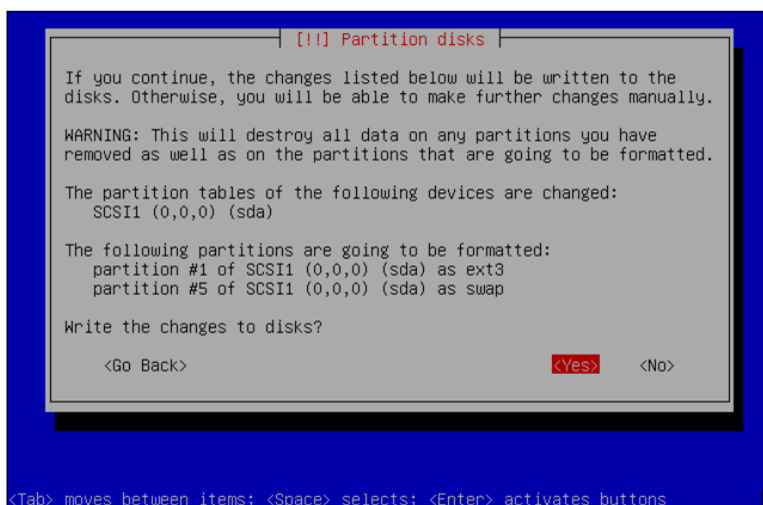 [!!] Partition disks
If you continue, the changes listed below will be written to the
disks. Otherwise, you will be able to make further changes manually.
WARNING: This will destroy all data on any partitions you have
removed as well as on the partitions that are going to be formatted.
The partition tables of the following devices are changed:
SCSI1 (0,0,0) (sda)
The following partitions are going to be formatted:
partition #1 of SCSI1 (0,0,0) (sda) as ext3
partition #5 of SCSI1 (0,0,0) (sda) as swap
Write the changes to disks?
<Go Back> <Yes> <No>
<Tab> moves between items; <Space> selects; <Enter> activates buttons